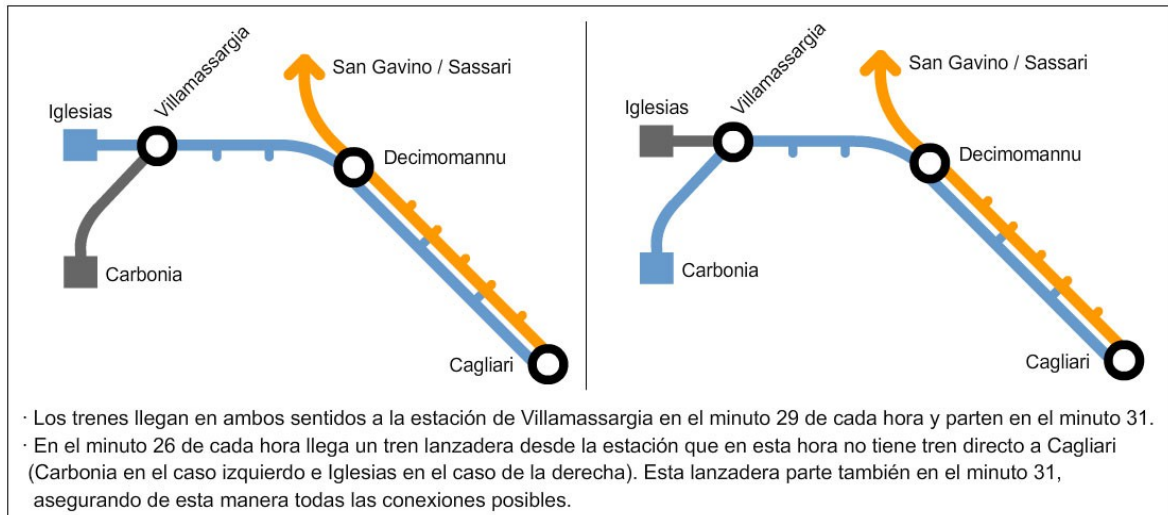 Villamassargia
San Gavino / Sassari
Iglesias
Decimomannu
Carbonia
Cagliari
Villamassargia
San Gavino / Sassari
Iglesias
Decimomannu
Carbonia
Cagliari
· Los trenes llegan en ambos sentidos a la estación de Villamassargia en el minuto 29 de cada hora y parten en el minuto 31.
· En el minuto 26 de cada hora llega un tren lanzadera desde la estación que en esta hora no tiene tren directo a Cagliari
(Carbonia en el caso izquierdo e Iglesias en el caso de la derecha). Esta lanzadera parte también en el minuto 31,
asegurando de esta manera todas las conexiones posibles.